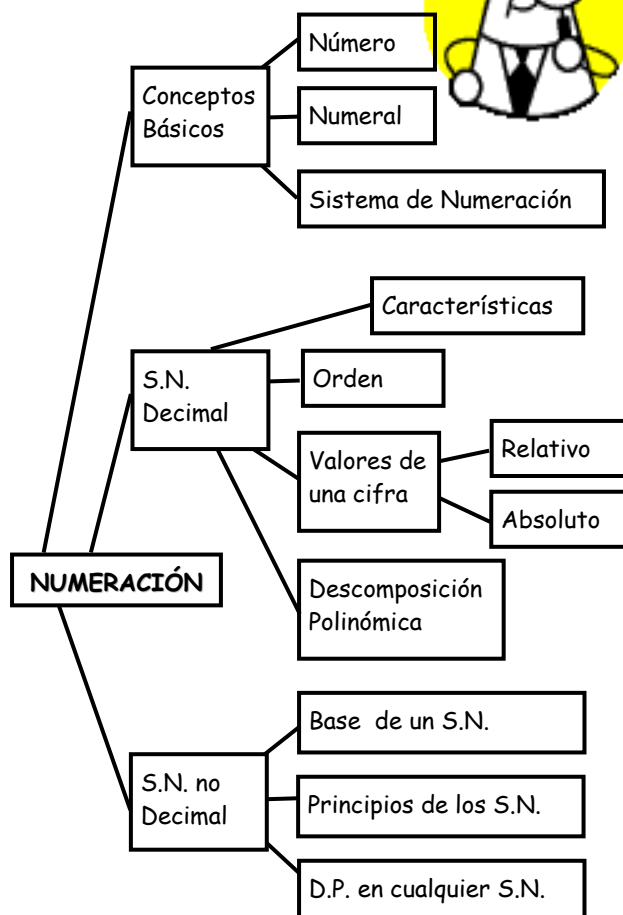 Número
Conceptos
Básicos
Numeral
Sistema de Numeración
Características
S.N.
Decimal
Orden
Valores de
una cifra
Relativo
Absoluto
NUMERACIÓN
Descomposición
Polinómica
Base de un S.N.
S.N. no
Decimal
Principios de los S.N.
D.P. en cualquier S.N.